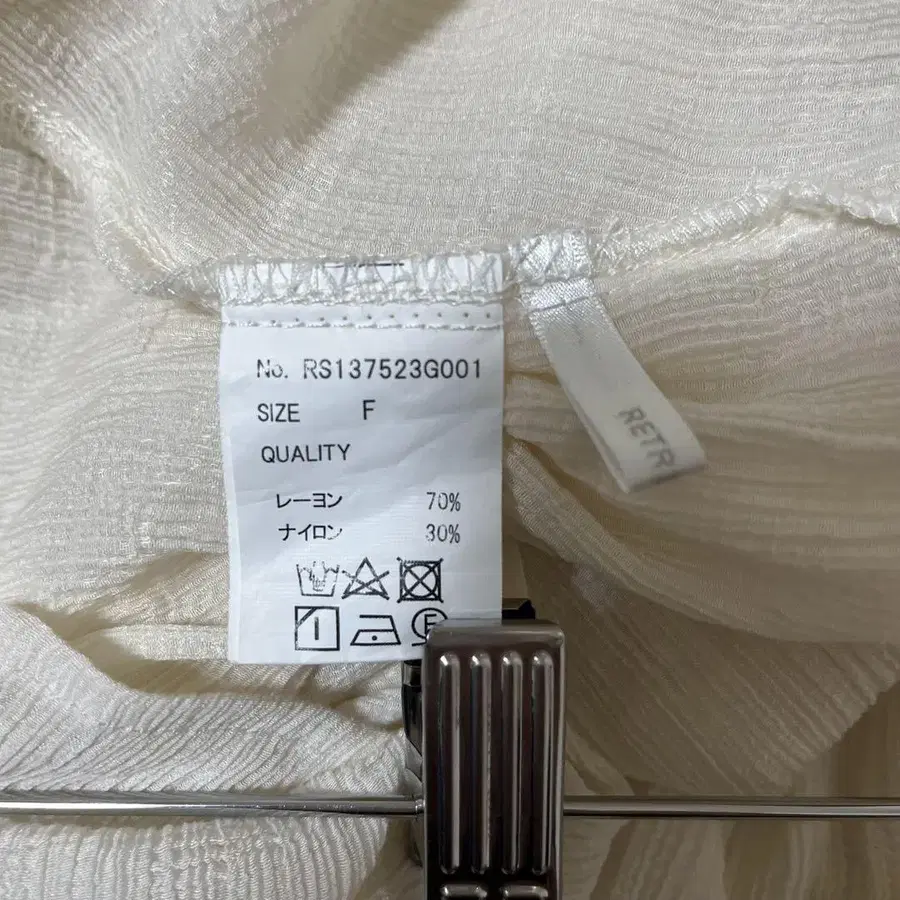 No. RS137523G001
SIZE F
QUALITY
レーヨン 70%
ナイロン 30%
RETR